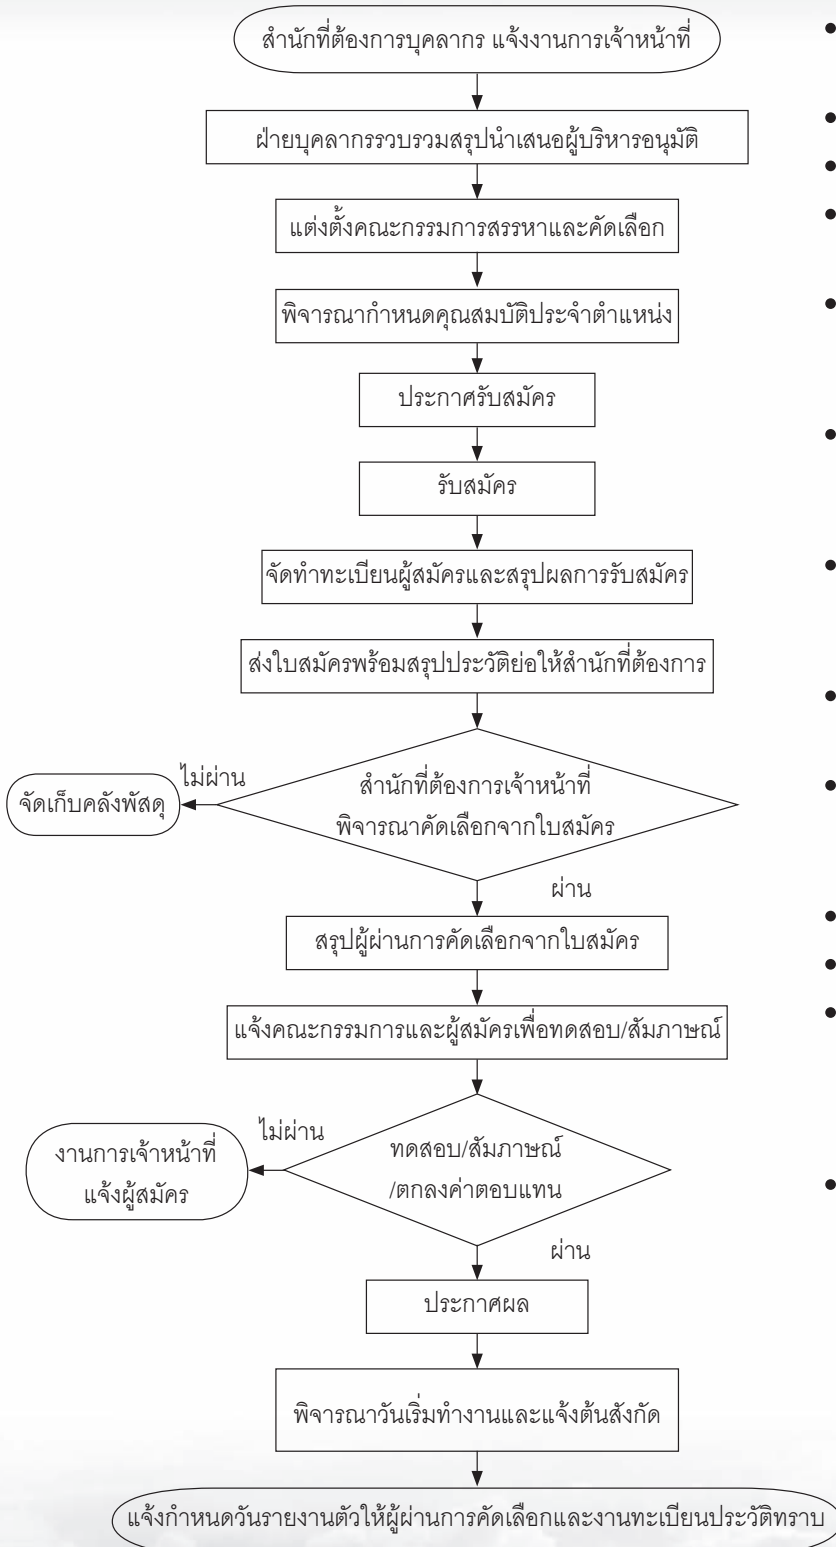 สำนักที่ต้องการบุคลากร แจ้งงานการเจ้าหน้าที่
ฝ่ายบุคลากรรวบรวมสรุปนำเสนอผู้บริหารอนุมัติ
แต่งตั้งคณะกรรมการสรรหาและคัดเลือก
พิจารณากำหนดคุณสมบัติประจำตำแหน่ง
ประกาศรับสมัคร
รับสมัคร
จัดทำทะเบียนผู้สมัครและสรุปผลการรับสมัคร
ส่งใบสมัครพร้อมสรุปประวัติย่อให้สำนักที่ต้องการ
ไม่ผ่าน
จัดเก็บคลังพัสดุ
สำนักที่ต้องการเจ้าหน้าที่
พิจารณาคัดเลือกจากใบสมัคร
ผ่าน
สรุปผู้ผ่านการคัดเลือกจากใบสมัคร
แจ้งคณะกรรมการและผู้สมัครเพื่อทดสอบ/สัมภาษณ์
ไม่ผ่าน
งานการเจ้าหน้าที่
แจ้งผู้สมัคร
ทดสอบ/สัมภาษณ์
/ตกลงค่าตอบแทน
ผ่าน
ประกาศผล
พิจารณาวันเริ่มทำงานและแจ้งต้นสังกัด
แจ้งกำหนดวันรายงานตัวให้ผู้ผ่านการคัดเลือกและงานทะเบียนประวัติทราบ